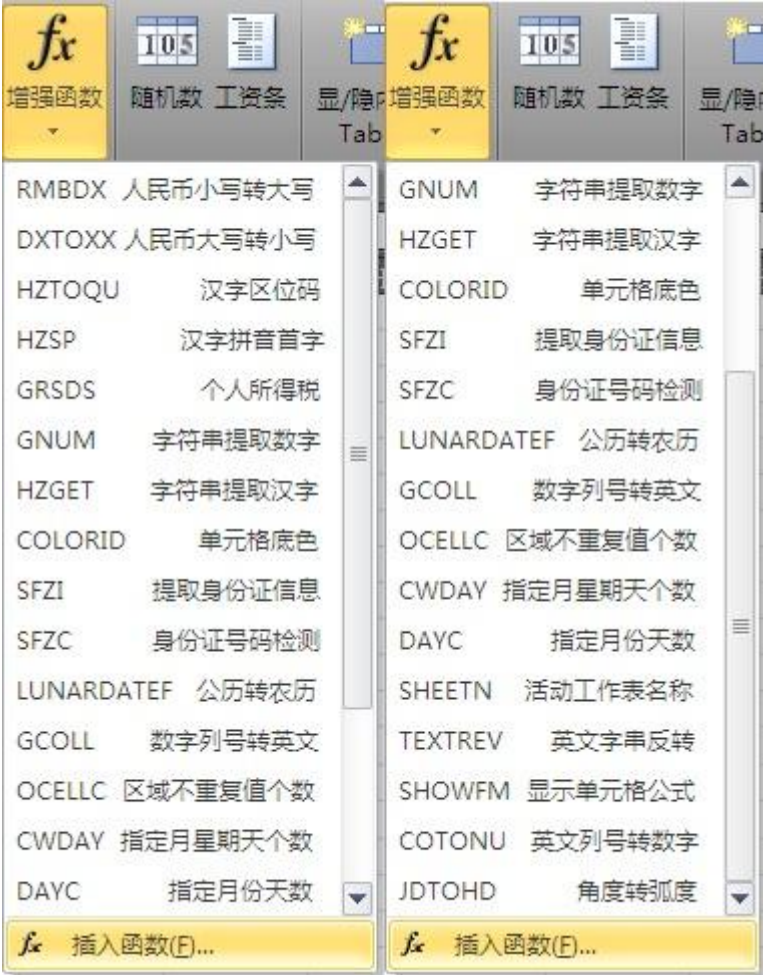 fx
增强函数
105
随机数
工资条
显/隐
Tab
RMBDX 人民币小写转大写
DXTOXX 人民币大写转小写
HZTOQU 汉字区位码
HZSP 汉字拼音首字
GRSDS 个人所得税
GNUM 字符串提取数字
HZGET 字符串提取汉字
COLORID 单元格底色
SFZI 提取身份证信息
SFZC 身份证号码检测
LUNARDATEF 公历转农历
GCOLL 数字列号转英文
OCELLC 区域不重复值个数
CWDAY 指定月星期天个数
DAYC 指定月份天数
fx 插入函数(F)...
fx
增强函数
105
随机数
工资条
显/隐
Tab
GNUM 字符串提取数字
HZGET 字符串提取汉字
COLORID 单元格底色
SFZI 提取身份证信息
SFZC 身份证号码检测
LUNARDATEF 公历转农历
GCOLL 数字列号转英文
OCELLC 区域不重复值个数
CWDAY 指定月星期天个数
DAYC 指定月份天数
SHEETN 活动工作表名称
TEXTREV 英文字串反转
SHOWFM 显示单元格公式
COTONU 英文列号转数字
JDTOHD 角度转弧度
fx 插入函数(F)...